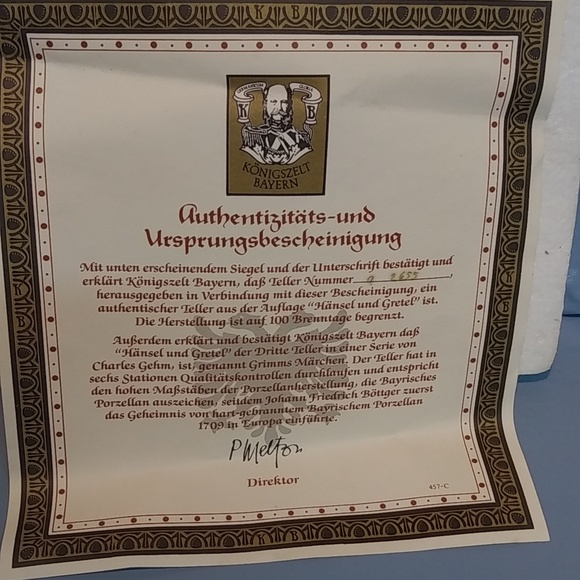 K B
K B
KÖNIGSZELT
BAYERN
Authentizitäts-und
Ursprungsbescheinigung
Mit unten erscheinendem Siegel und der Unterschrift bestätigt und
erklärt Königszelt Bayern, daß Teller Nummer
herausgegeben in Verbindung mit dieser Bescheinigung, ein
authentischer Teller aus der Auflage “Hänsel und Gretel” ist.
Die Herstellung ist auf 100 Brenntage begrenzt.
Außerdem erklärt und bestätigt Königszelt Bayern daß
“Hänsel und Gretel” der Dritte Teller in einer Serie von
Charles Gehm, ist, genannt Grimms Märchen. Der Teller hat in
sechs Stationen Qualitätskontrollen durchlaufen und entspricht
den hohen Maßstäben der Porzellanherstellung, die Bayrisches
Porzellan auszeichen, seitdem Johann Friedrich Böttger zuerst
das Geheimnis von hart-gebranntem Bayrischem Porzellan
1709 in Europa einführte.
P Melton
Direktor
457-C